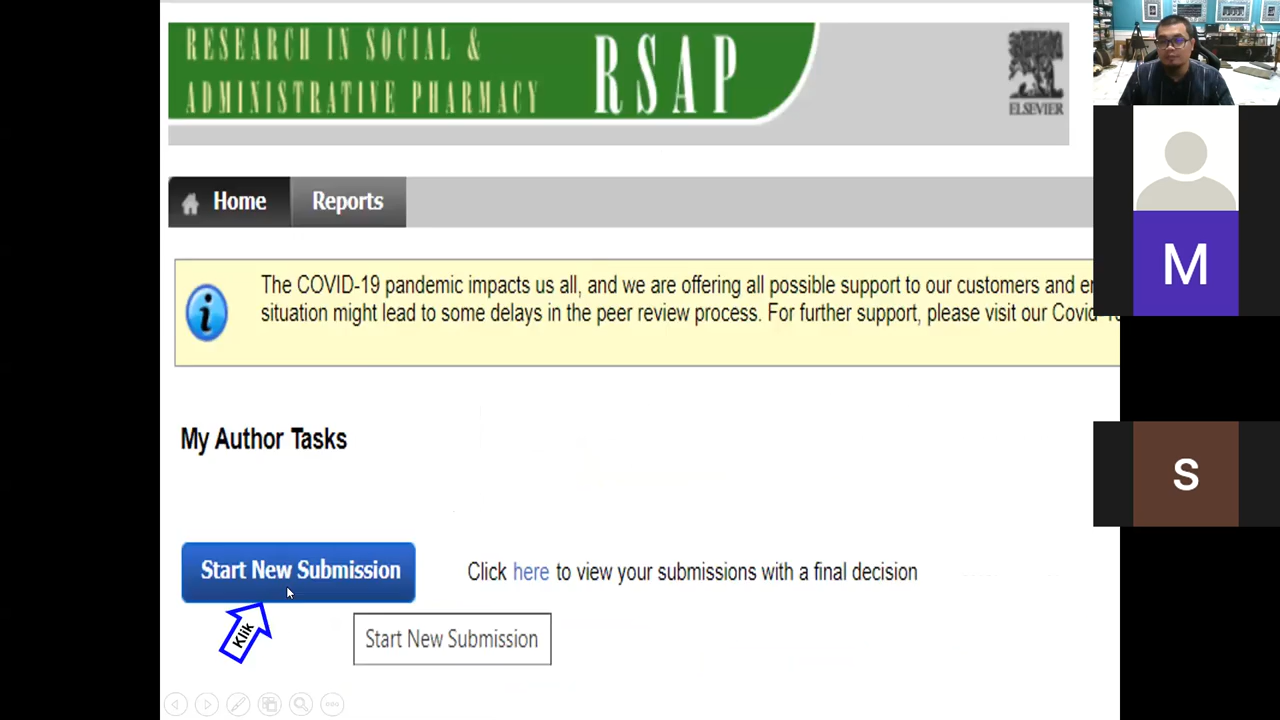 RESEARCH IN SOCIAL &
ADMINISTRATIVE PHARMACY
RSAP
ELSEVIER
Home
Reports
The COVID-19 pandemic impacts us all, and we are offering all possible support to our customers and
situation might lead to some delays in the peer review process. For further support, please visit our Covid
My Author Tasks
Start New Submission
Click here to view your submissions with a final decision
Klik
Start New Submission
M
S